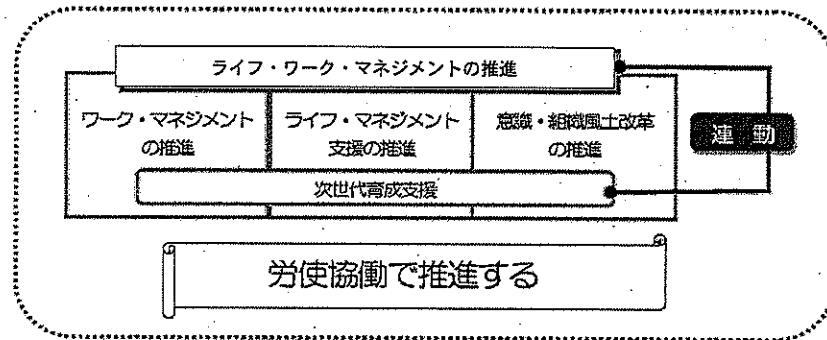 ライフ・ワーク・マネジメントの推進
ワーク・マネジメント
の推進
ライフ・マネジメント
支援の推進
意識・組織風土改革
の推進
連動
次世代育成支援
労使協働で推進する